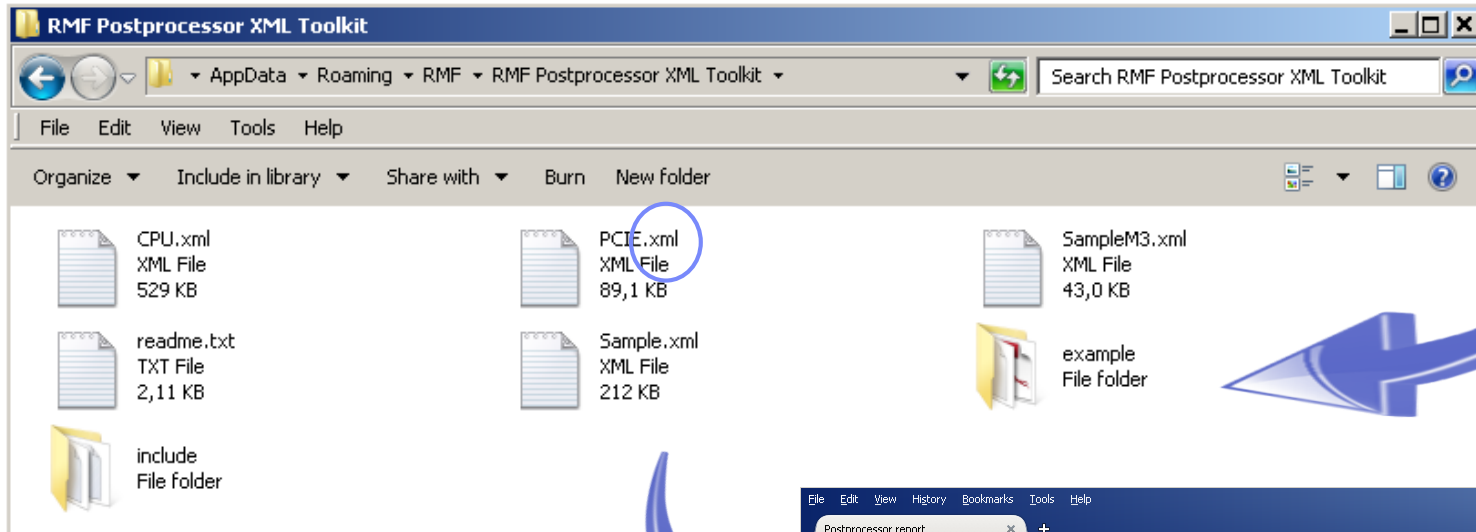 RMF Postprocessor XML Toolkit
AppData Roaming RMF RMF Postprocessor XML Toolkit
Search RMF Postprocessor XML Toolkit
File Edit View Tools Help
Organize Include in library Share with Burn New folder
CPU.xml
XML File
529 KB
PCIE.xml
XML File
89,1 KB
SampleM3.xml
XML File
43,0 KB
readme.txt
TXT File
2,11 KB
Sample.xml
XML File
212 KB
example
File folder
include
File folder
File Edit View History Bookmarks Tools Help
Postprocessor report × +